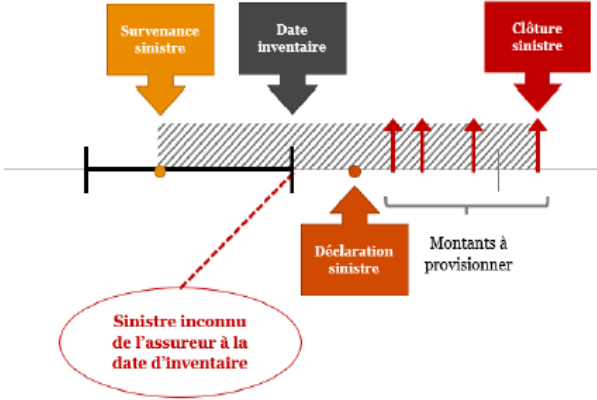 Survenance
sinistre
Date
inventaire
Clôture
sinistre
Déclaration
sinistre
Montants à
provisionner
Sinistre inconnu
de l'assureur à la
date d'inventaire